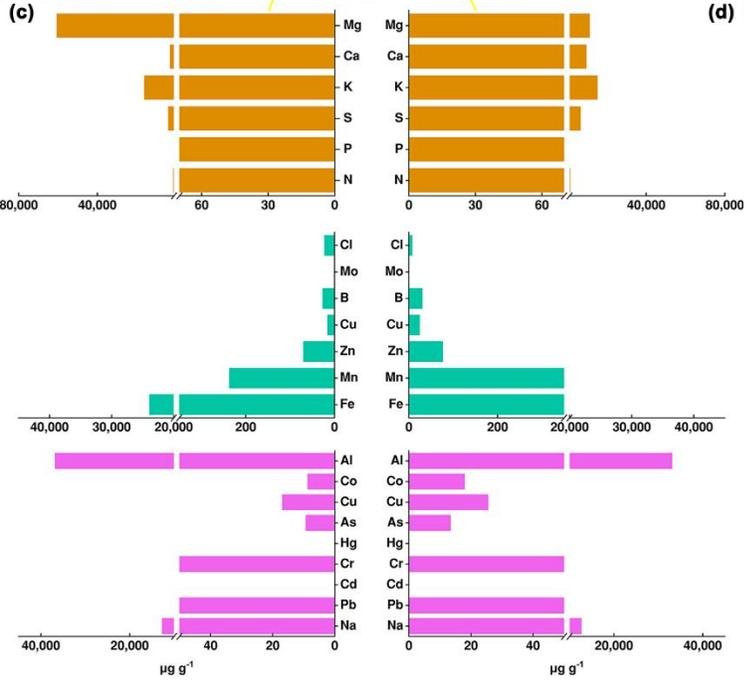 (c) (d)
Mg Mg
Ca Ca
K K
S S
P P
N N
80,000 40,000 60 30 0 0 30 60 40,000 80,000
Cl Cl
Mo Mo
B B
Cu Cu
Zn Zn
Mn Mn
Fe Fe
40,000 30,000 20,000 200 0 0 200 20,000 30,000 40,000
Al Al
Co Co
Cu Cu
As As
Hg Hg
Cr Cr
Cd Cd
Pb Pb
Na Na
40,000 20,000 40 20 0 0 20 40 20,000 40,000
µg g⁻¹ µg g⁻¹